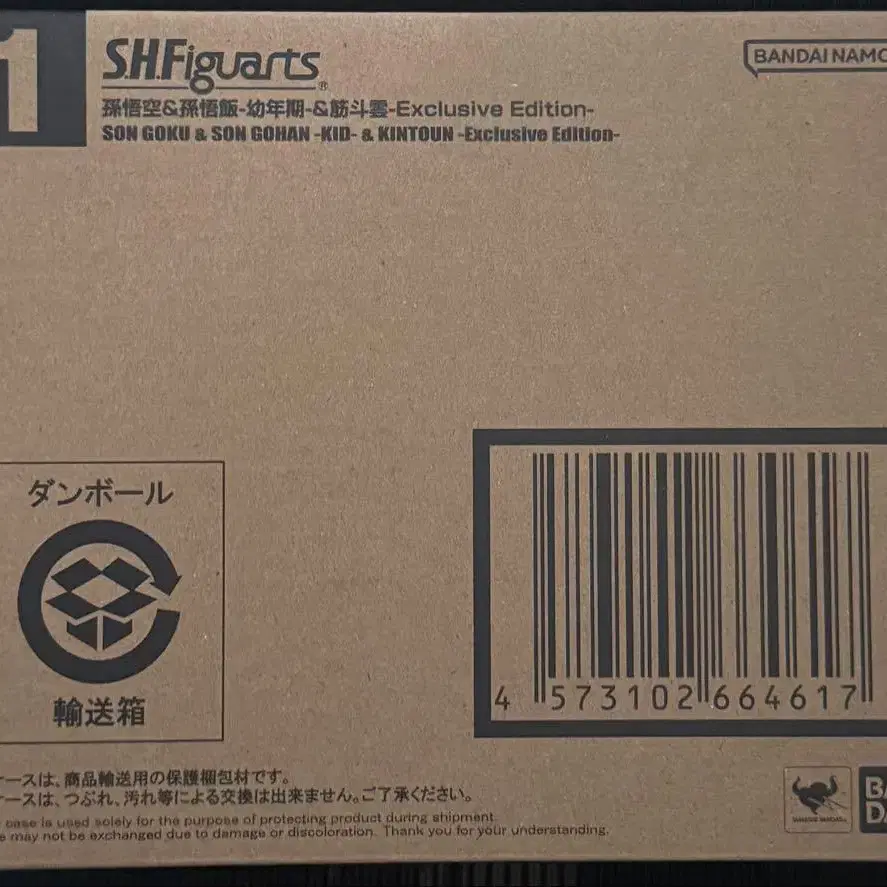 1
S.H.Figuarts®
BANDAI NAMCO
孫悟空&孫悟飯-幼年期-&筋斗雲-Exclusive Edition-
SON GOKU & SON GOHAN -KID- & KINTOUN -Exclusive Edition-
ダンボール
輸送箱
4 573102 664617
ースは、商品輸送用の保護梱包材です。
ースは、つぶれ、汚れ等による交換は出来ません。ご了承ください。
case is used solely for the purpose of protecting product during shipment.
may not be exchanged due to damage or discoloration. Thank you for your understanding.
TAMASHII NATIONS